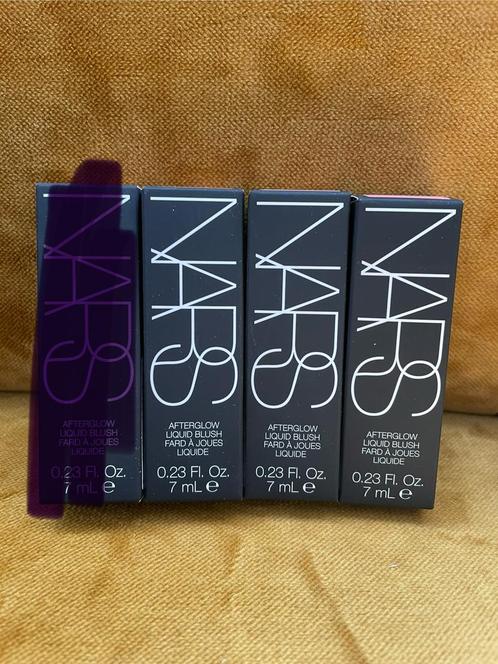 NARS
AFTERGLOW
LIQUID BLUSH
FARD À JOUES
LIQUIDE
0.23 Fl. Oz.
7 mL ℮
NARS
AFTERGLOW
LIQUID BLUSH
FARD À JOUES
LIQUIDE
0.23 Fl. Oz.
7 mL ℮
NARS
AFTERGLOW
LIQUID BLUSH
FARD À JOUES
LIQUIDE
0.23 Fl. Oz.
7 mL ℮
NARS
AFTERGLOW
LIQUID BLUSH
FARD À JOUES
LIQUIDE
0.23 Fl. Oz.
7 mL ℮